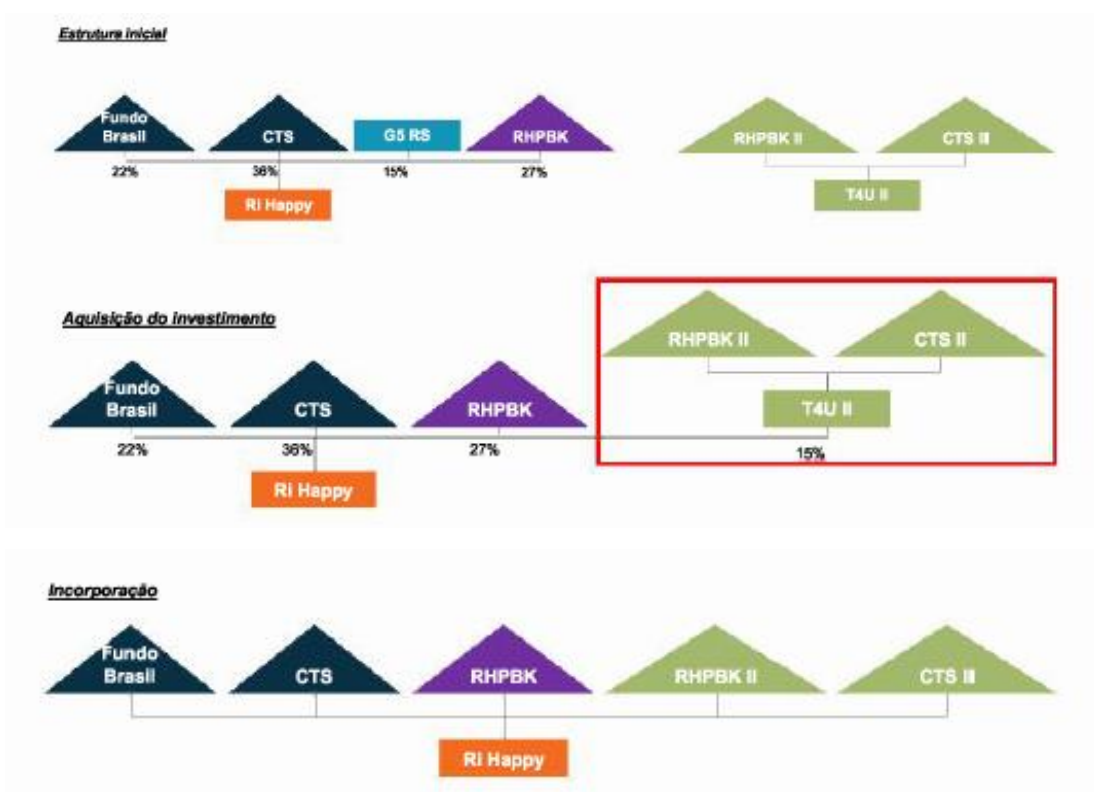 Estrutura inicial
Fundo
Brasil
CTS
G5 RS
RHPBK
RHPBK II
CTS III
22%
36%
15%
27%
T4U II
Ri Happy
Aquisição do investimento
RHPBK II
CTS II
Fundo
Brasil
CTS
RHPBK
T4U II
22%
36%
27%
15%
Ri Happy
Incorporação
Fundo
Brasil
CTS
RHPBK
RHPBK II
CTS III
Ri Happy